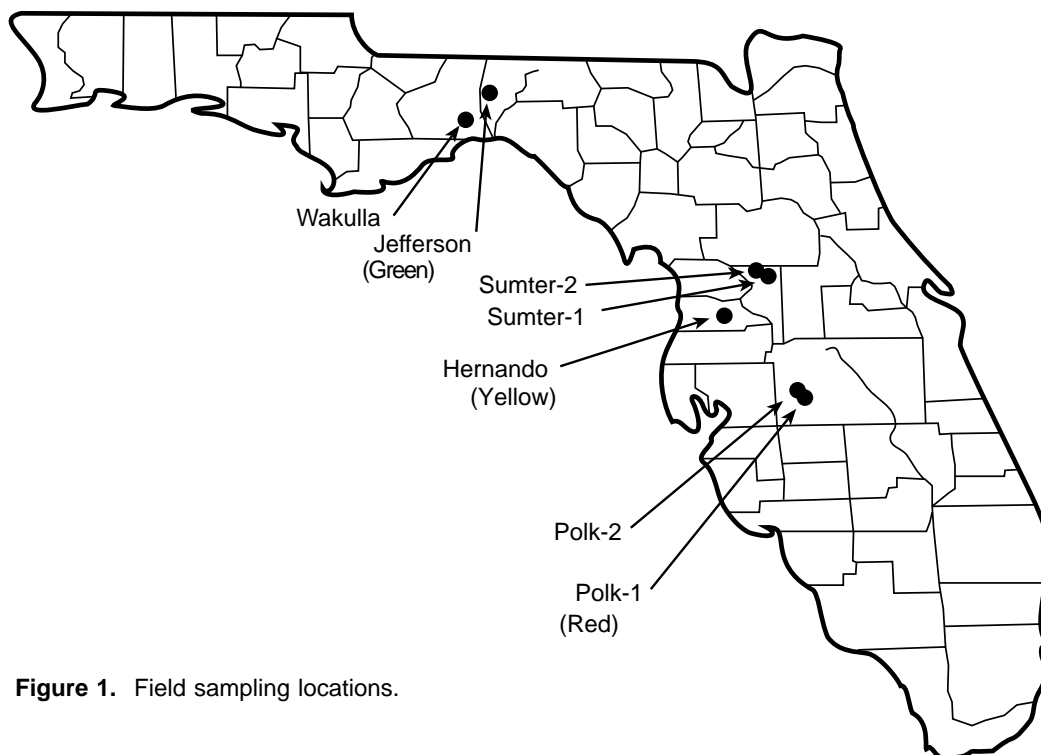 Wakulla
Jefferson
(Green)
Sumter-2
Sumter-1
Hernando
(Yellow)
Polk-2
Polk-1
(Red)
Figure 1. Field sampling locations.